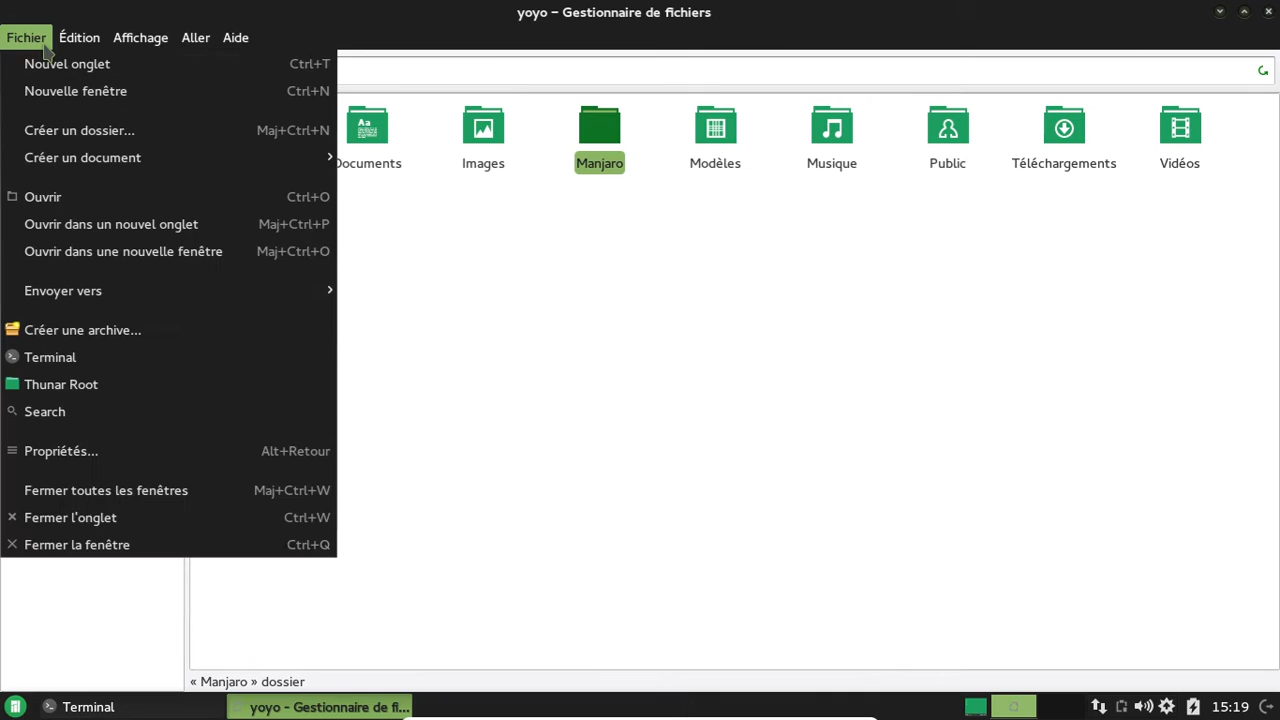 yoyo – Gestionnaire de fichiers
Fichier Édition Affichage Aller Aide
Nouvel onglet Ctrl+T
Nouvelle fenêtre Ctrl+N
Créer un dossier... Maj+Ctrl+N
Créer un document
Ouvrir Ctrl+O
Ouvrir dans un nouvel onglet Maj+Ctrl+P
Ouvrir dans une nouvelle fenêtre Maj+Ctrl+O
Envoyer vers
Créer une archive...
Terminal
Thunar Root
Search
Propriétés... Alt+Retour
Fermer toutes les fenêtres Maj+Ctrl+W
Fermer l'onglet Ctrl+W
Fermer la fenêtre Ctrl+Q
Documents Images Manjaro Modèles Musique Public Téléchargements Vidéos
« Manjaro » dossier
Terminal yoyo – Gestionnaire de fi... 15:19